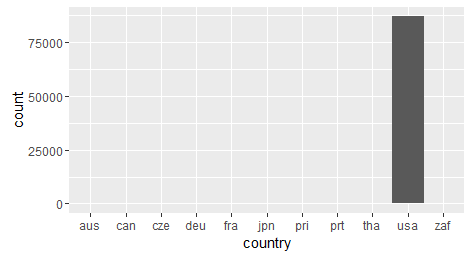 count
75000
50000
25000
0
aus can cze deu fra jpn pri prt tha usa zaf
country